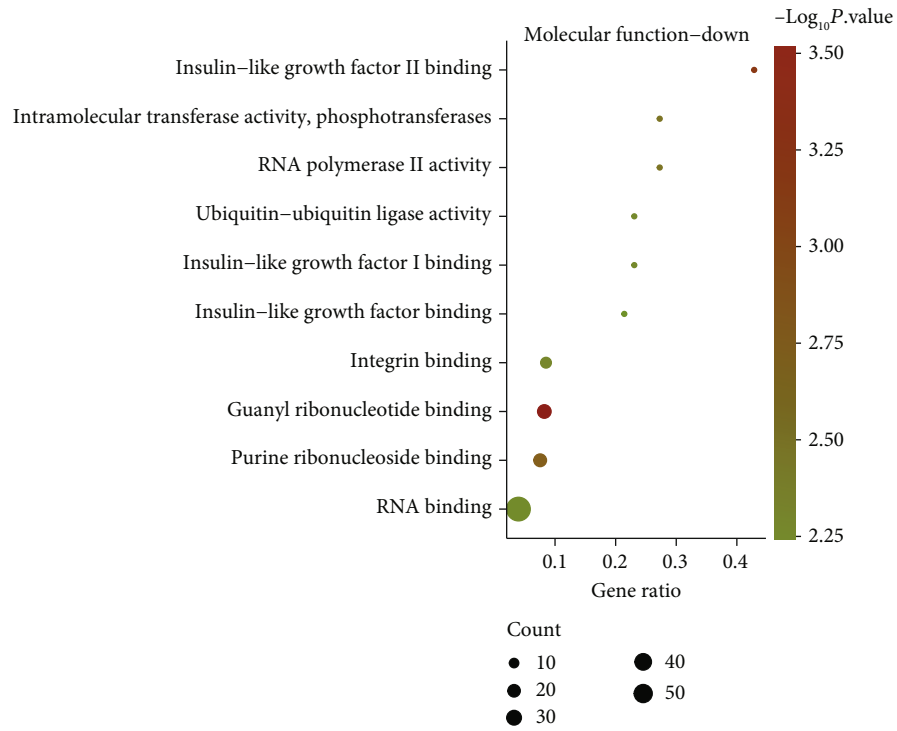 Molecular function−down
−Log10P.value
Insulin−like growth factor II binding
Intramolecular transferase activity, phosphotransferases
RNA polymerase II activity
Ubiquitin−ubiquitin ligase activity
Insulin−like growth factor I binding
Insulin−like growth factor binding
Integrin binding
Guanyl ribonucleotide binding
Purine ribonucleoside binding
RNA binding
3.50
3.25
3.00
2.75
2.50
2.25
0.1 0.2 0.3 0.4
Gene ratio
Count
10 40
20 50
30